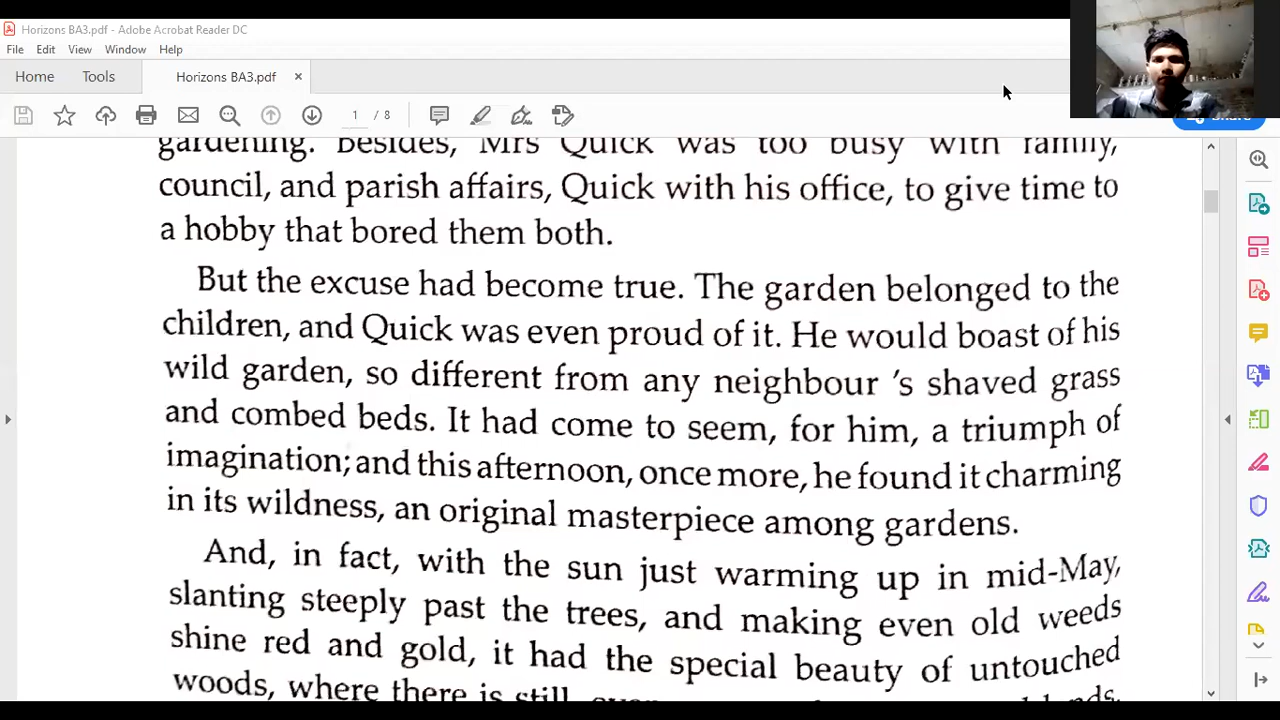 Horizons BA3.pdf - Adobe Acrobat Reader DC
File Edit View Window Help
Home Tools Horizons BA3.pdf ×
1 / 8
Share
gardening. Besides, Mrs Quick was too busy with family,
council, and parish affairs, Quick with his office, to give time to
a hobby that bored them both.
But the excuse had become true. The garden belonged to the
children, and Quick was even proud of it. He would boast of his
wild garden, so different from any neighbour 's shaved grass
and combed beds. It had come to seem, for him, a triumph of
imagination; and this afternoon, once more, he found it charming
in its wildness, an original masterpiece among gardens.
And, in fact, with the sun just warming up in mid-May,
slanting steeply past the trees, and making even old weeds
shine red and gold, it had the special beauty of untouched
woods, where there is still,